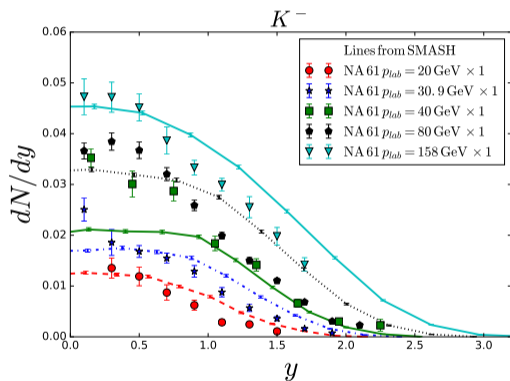 K⁻
0.06
0.05
0.04
0.03
0.02
0.01
0.00
dN/dy
Lines from SMASH
NA 61 p_lab = 20 GeV × 1
NA 61 p_lab = 30. 9 GeV × 1
NA 61 p_lab = 40 GeV × 1
NA 61 p_lab = 80 GeV × 1
NA 61 p_lab = 158 GeV × 1
0.0 0.5 1.0 1.5 2.0 2.5 3.0
y